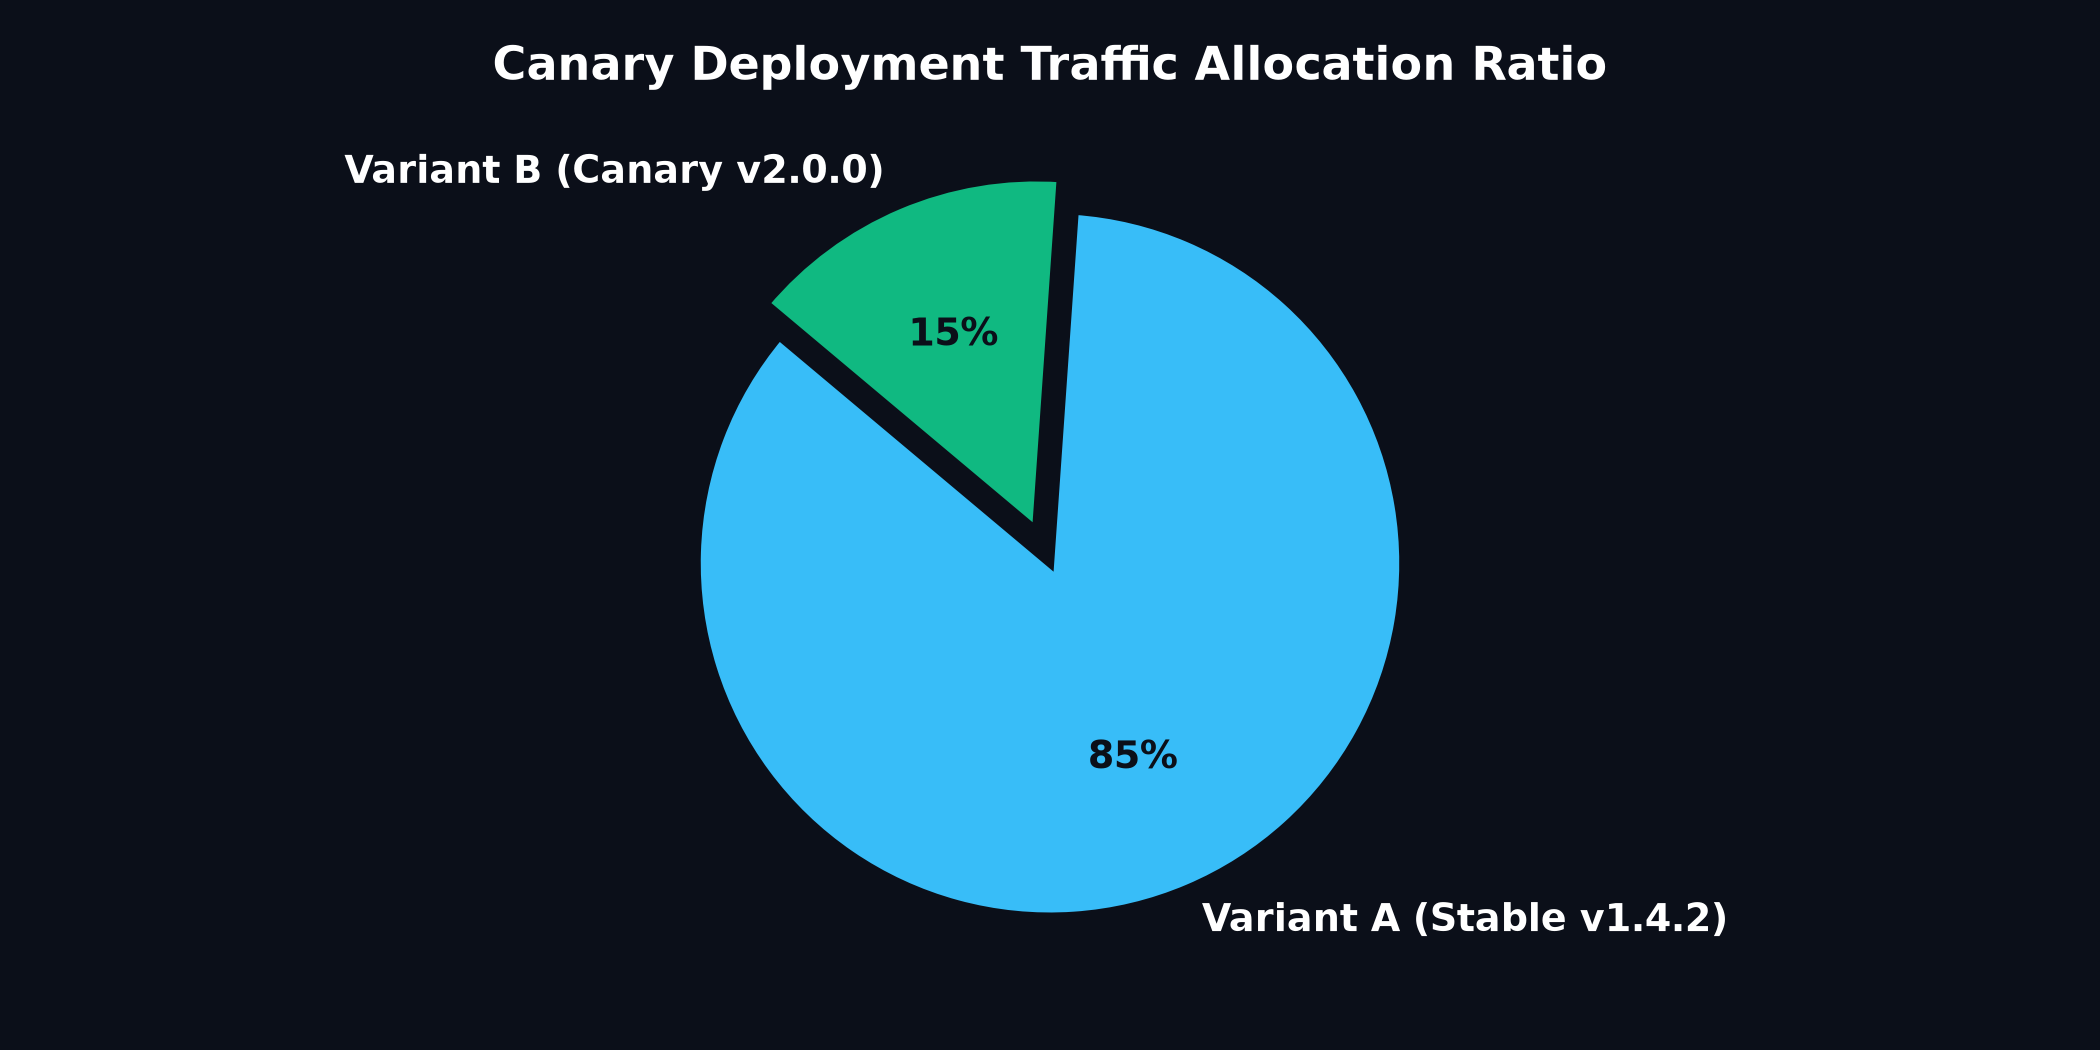 Canary Deployment Traffic Allocation Ratio
Variant B (Canary v2.0.0)
15%
85%
Variant A (Stable v1.4.2)